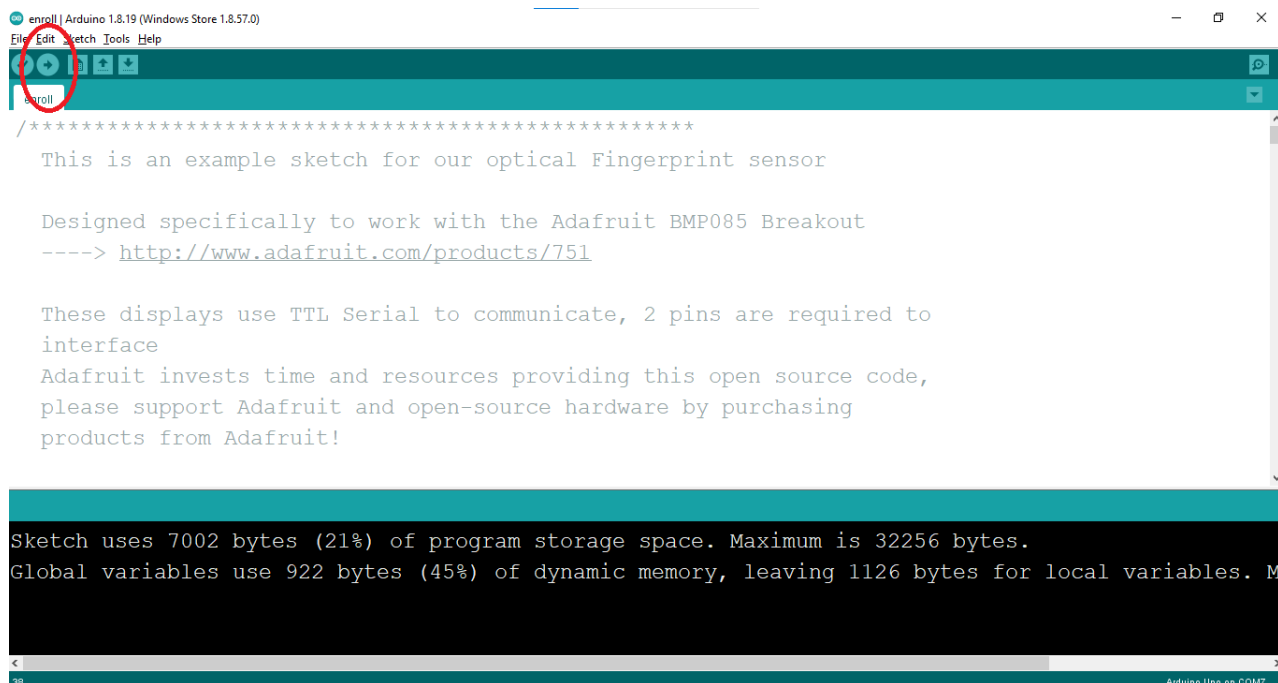 enroll | Arduino 1.8.19 (Windows Store 1.8.57.0)
File Edit Sketch Tools Help
enroll
/***************************************************
This is an example sketch for our optical Fingerprint sensor
Designed specifically to work with the Adafruit BMP085 Breakout
----> http://www.adafruit.com/products/751
These displays use TTL Serial to communicate, 2 pins are required to
interface
Adafruit invests time and resources providing this open source code,
please support Adafruit and open-source hardware by purchasing
products from Adafruit!
Sketch uses 7002 bytes (21%) of program storage space. Maximum is 32256 bytes.
Global variables use 922 bytes (45%) of dynamic memory, leaving 1126 bytes for local variables. M
38 Arduino Uno on COM7